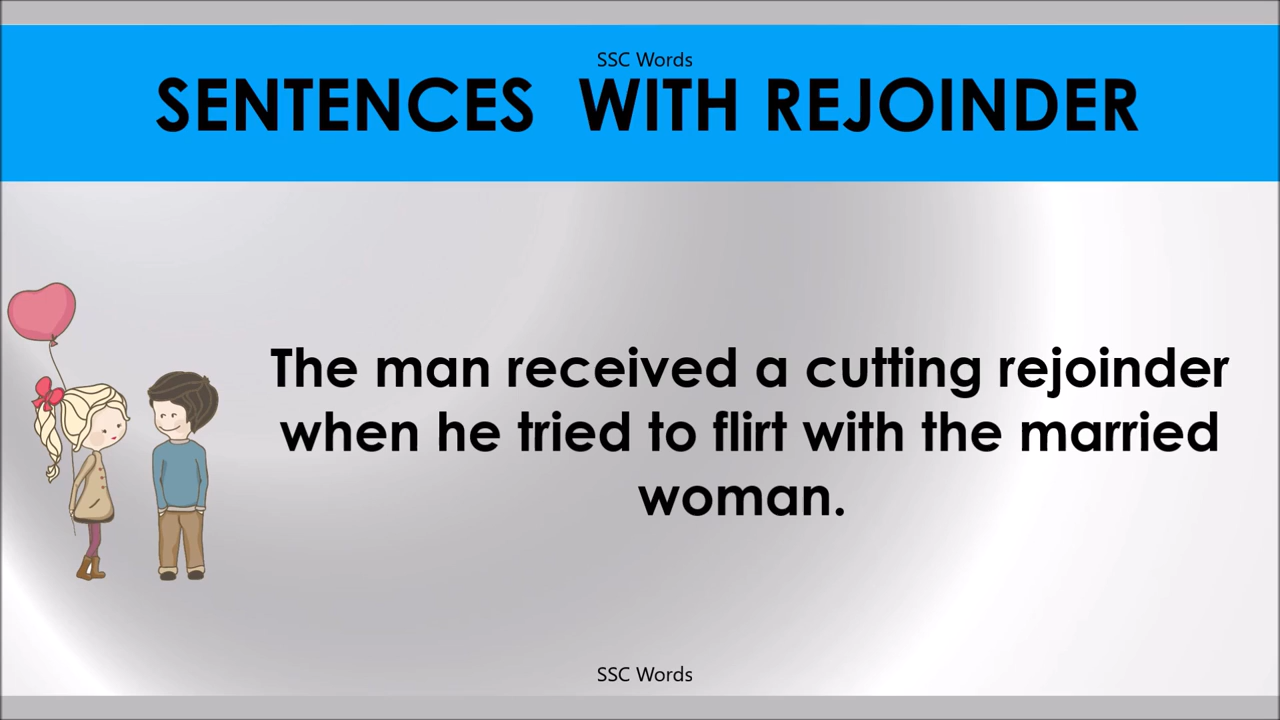 SSC Words
SENTENCES WITH REJOINDER
The man received a cutting rejoinder
when he tried to flirt with the married
woman.
SSC Words